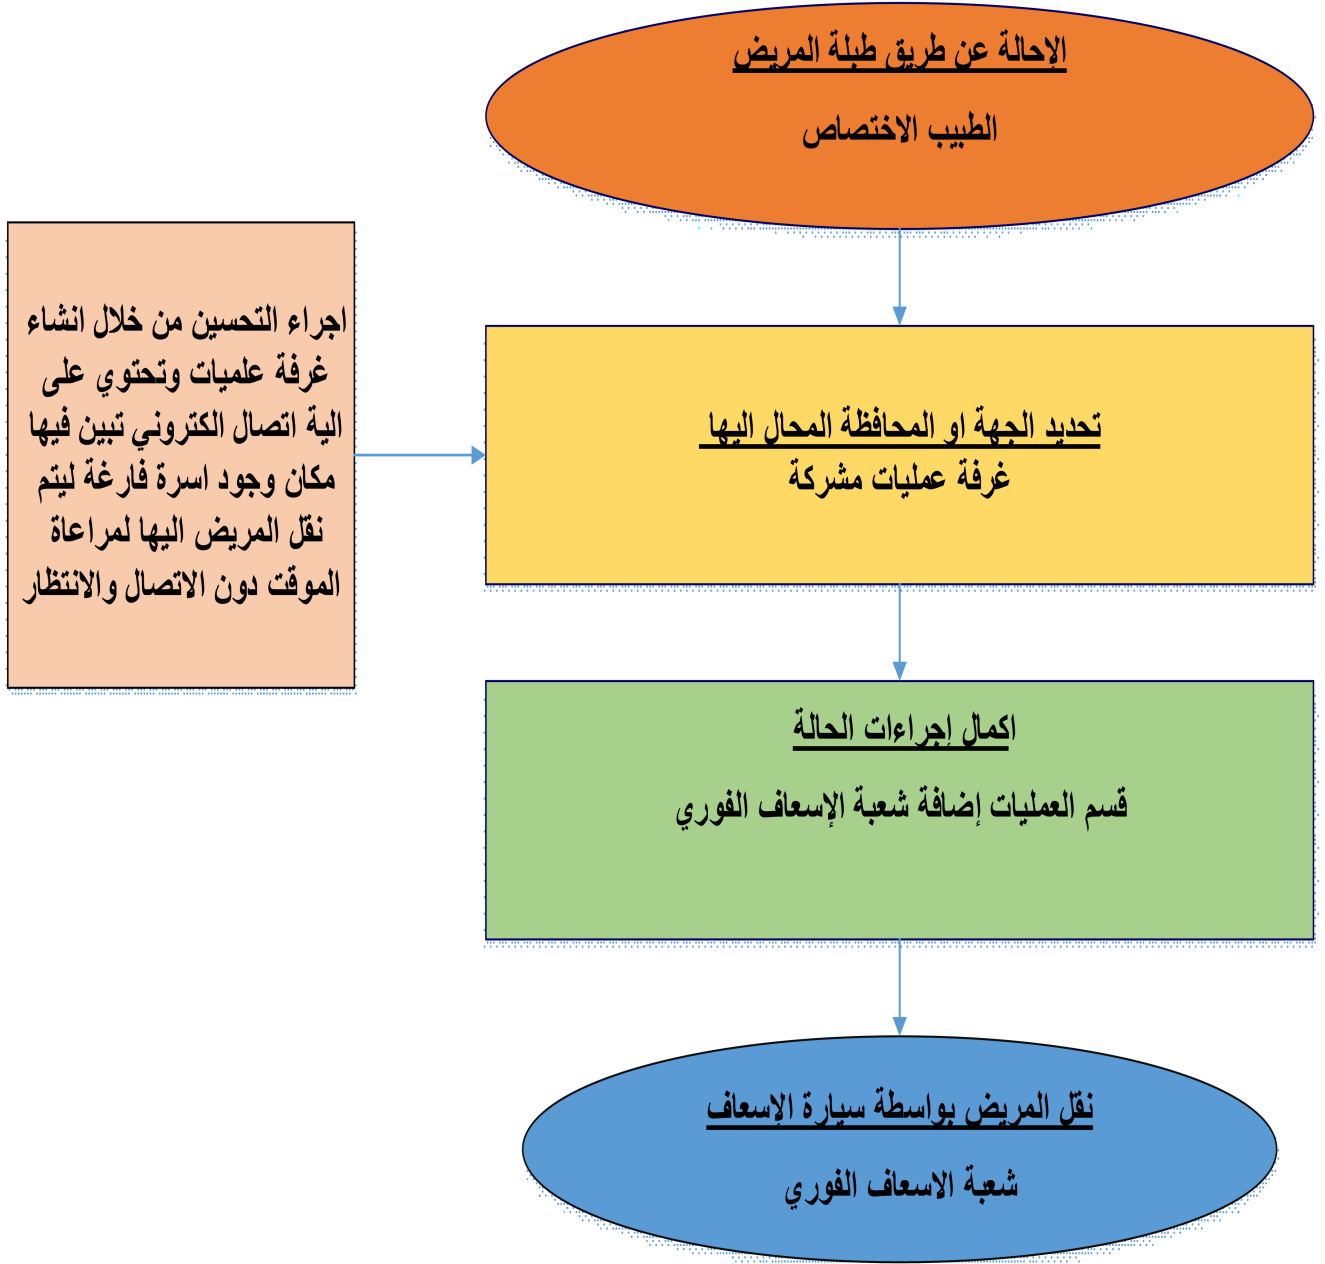 الإحالة عن طريق طبلة المريض
الطبيب الاختصاص
تحديد الجهة او المحافظة المحال اليها
غرفة عمليات مشركة
اجراء التحسين من خلال انشاء
غرفة علميات وتحتوي على
الية اتصال الكتروني تبين فيها
مكان وجود اسرة فارغة ليتم
نقل المريض اليها لمراعاة
الموقت دون الاتصال والانتظار
اكمال إجراءات الحالة
قسم العمليات إضافة شعبة الإسعاف الفوري
نقل المريض بواسطة سيارة الإسعاف
شعبة الاسعاف الفوري